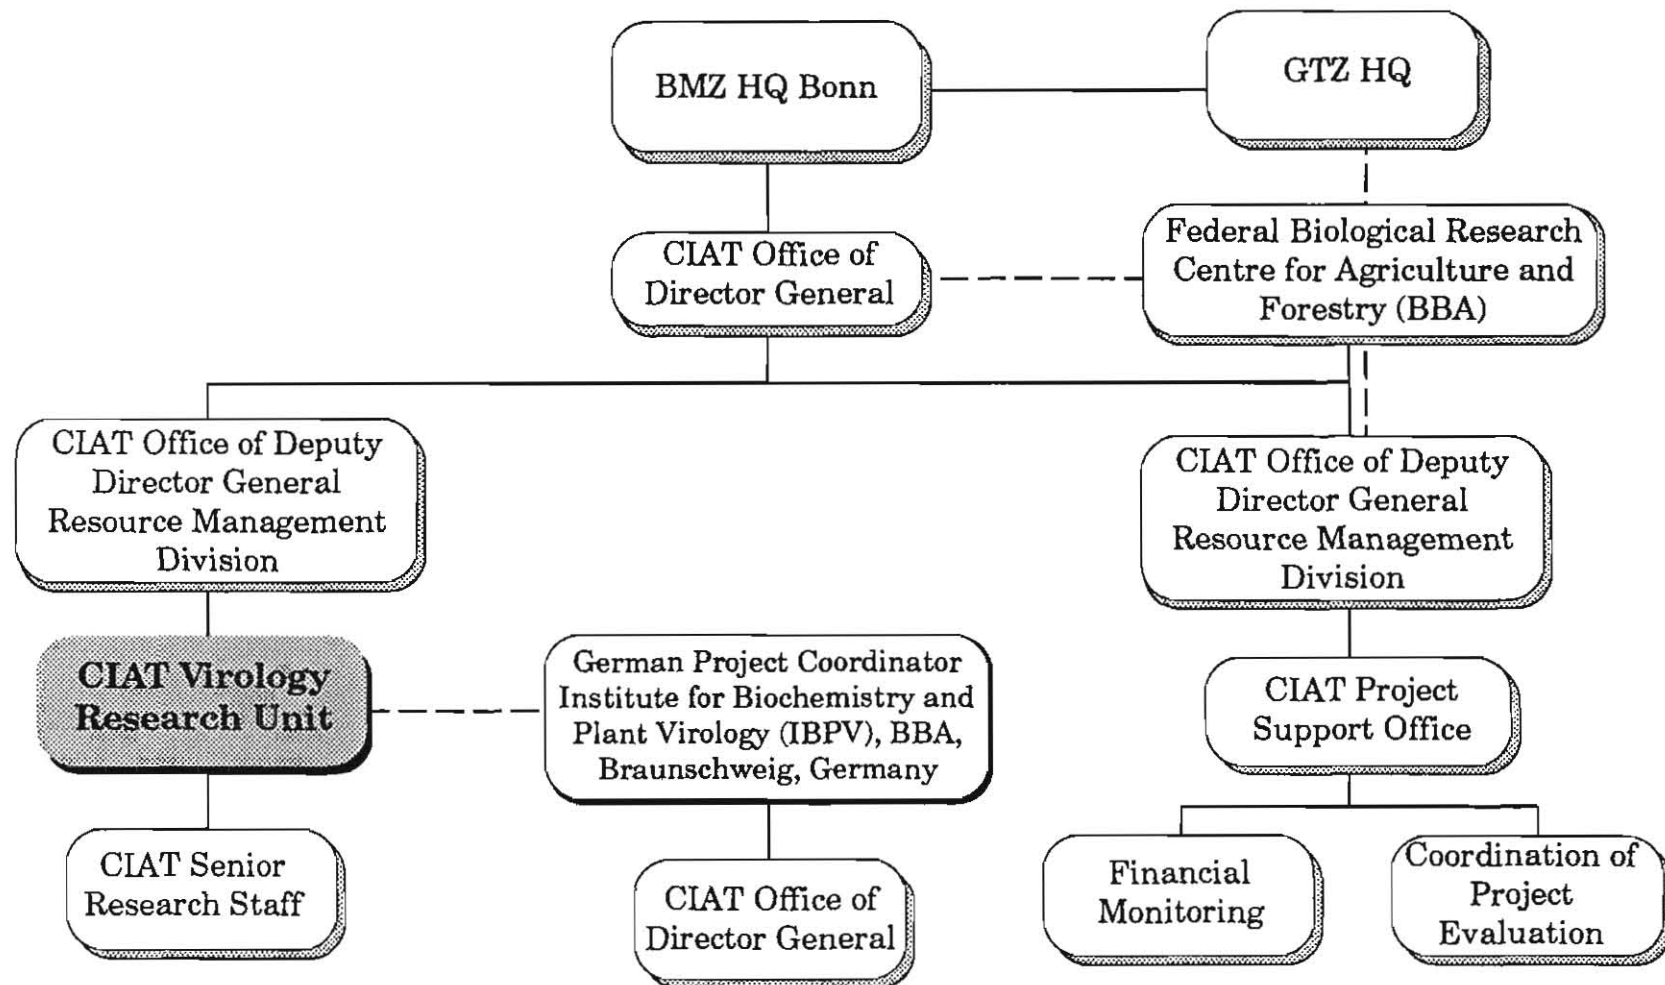 BMZ HQ Bonn
GTZ HQ
CIAT Office of
Director General
Federal Biological Research
Centre for Agriculture and
Forestry (BBA)
CIAT Office of Deputy
Director General
Resource Management
Division
CIAT Office of Deputy
Director General
Resource Management
Division
CIAT Virology
Research Unit
German Project Coordinator
Institute for Biochemistry and
Plant Virology (IBPV), BBA,
Braunschweig, Germany
CIAT Project
Support Office
CIAT Senior
Research Staff
CIAT Office of
Director General
Financial
Monitoring
Coordination of
Project
Evaluation